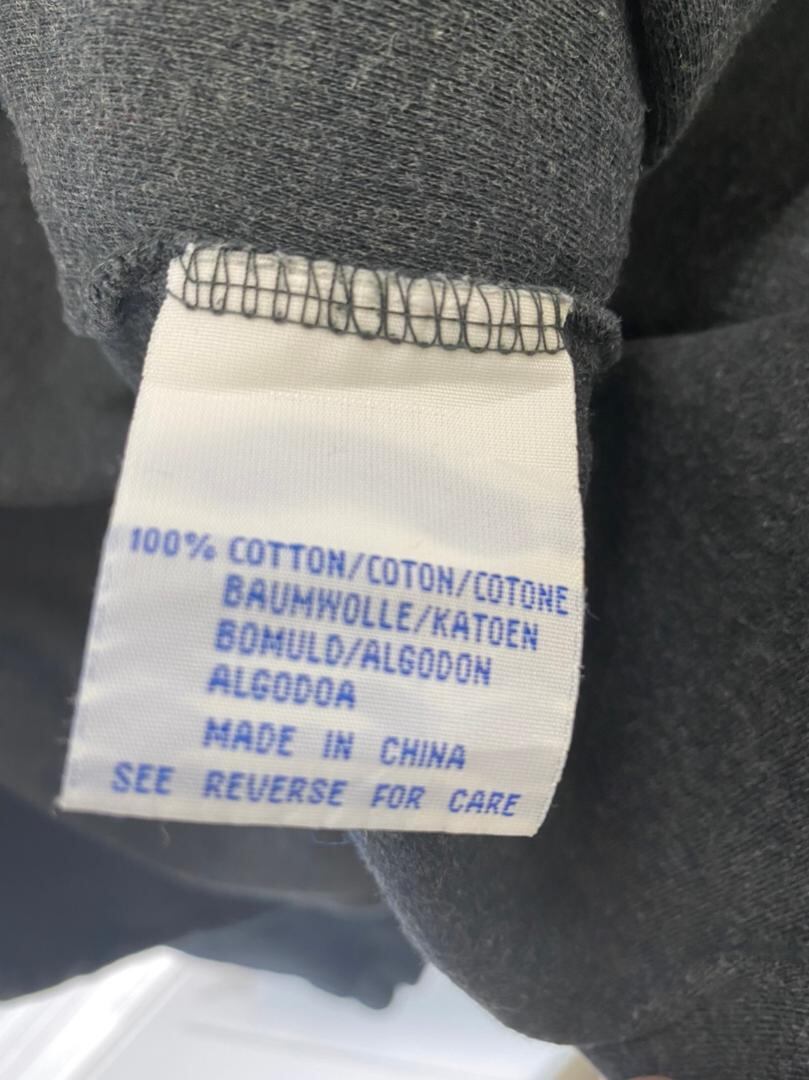 100% COTTON/COTON/COTONE
BAUMWOLLE/KATOEN
BOMULD/ALGODON
ALGODOA
MADE IN CHINA
SEE REVERSE FOR CARE